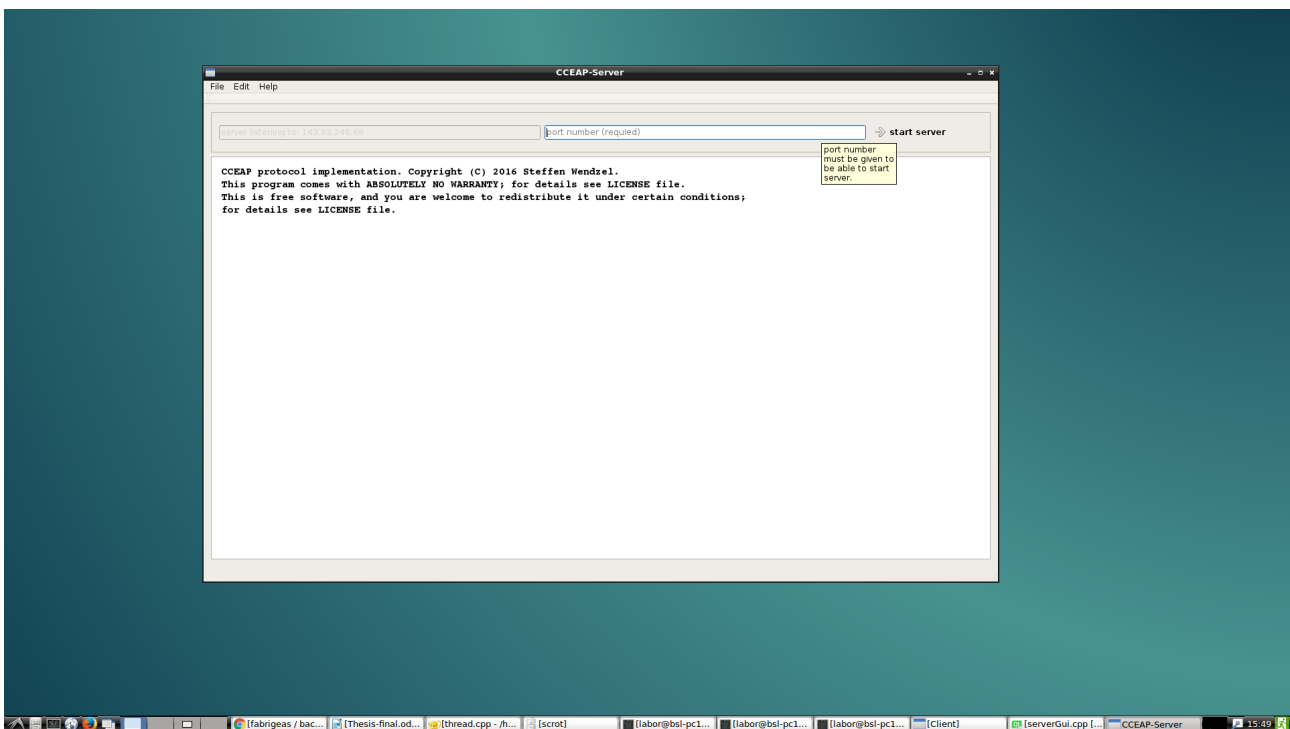 CCEAP-Server
File Edit Help
server listening to: 143.93.246.66
port number (requied)
start server
port number
must be given to
be able to start
server.
CCEAP protocol implementation. Copyright (C) 2016 Steffen Wendzel.
This program comes with ABSOLUTELY NO WARRANTY; for details see LICENSE file.
This is free software, and you are welcome to redistribute it under certain conditions;
for details see LICENSE file.
[fabrigeas / bac... [Thesis-final.od... [thread.cpp - /h... [scrot] [labor@bsl-pc1... [labor@bsl-pc1... [labor@bsl-pc1... [Client] [serverGui.cpp [... CCEAP-Server 15:49